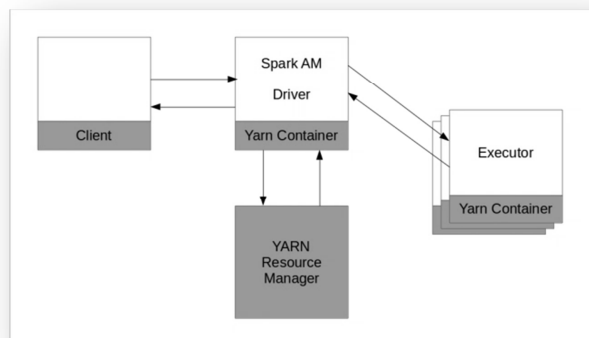 Spark AM
Driver
Client
Yarn Container
Executor
Yarn Container
YARN
Resource
Manager